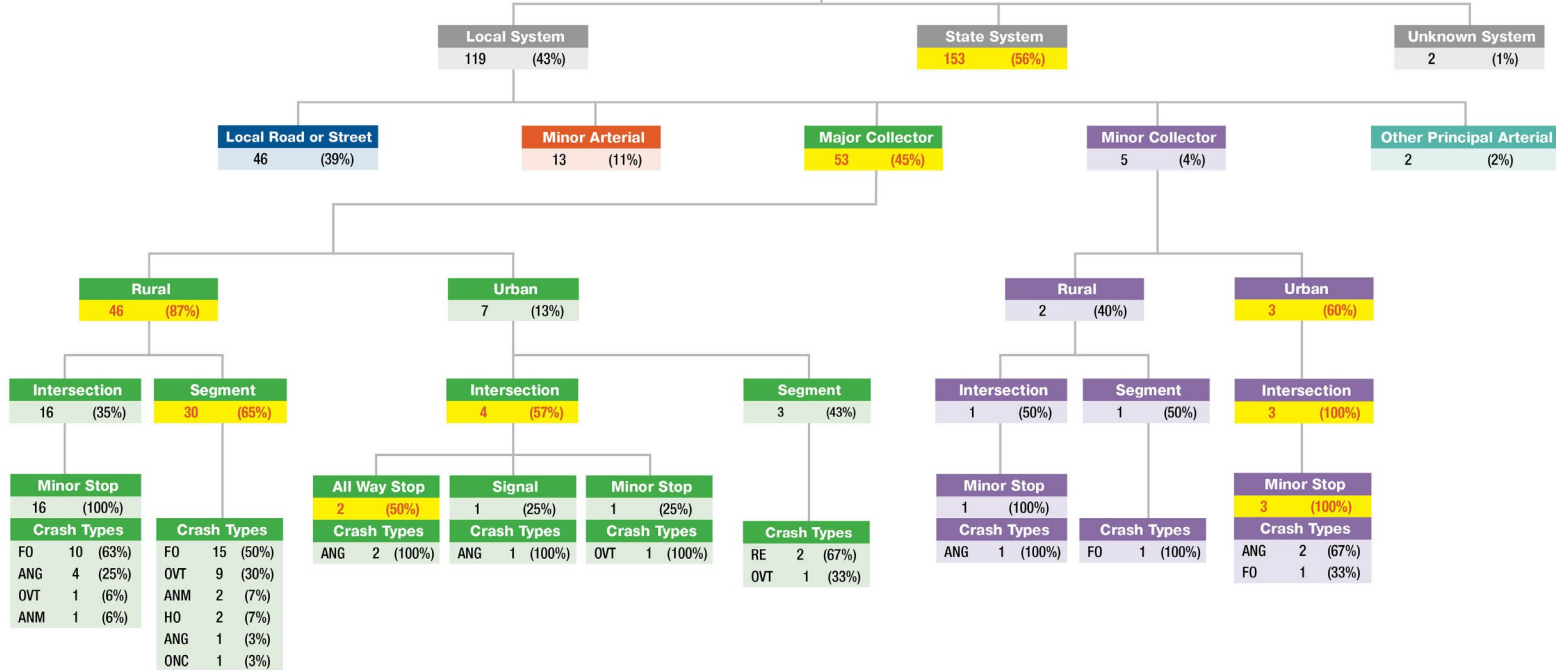 Local System
119 (43%)
State System
153 (56%)
Unknown System
2 (1%)
Local Road or Street
46 (39%)
Minor Arterial
13 (11%)
Major Collector
53 (45%)
Minor Collector
5 (4%)
Other Principal Arterial
2 (2%)
Rural
46 (87%)
Urban
7 (13%)
Rural
2 (40%)
Urban
3 (60%)
Intersection
16 (35%)
Segment
30 (65%)
Intersection
4 (57%)
Segment
3 (43%)
Intersection
1 (50%)
Segment
1 (50%)
Intersection
3 (100%)
Minor Stop
16 (100%)
Crash Types
FO 10 (63%)
ANG 4 (25%)
OVT 1 (6%)
ANM 1 (6%)
Crash Types
FO 15 (50%)
OVT 9 (30%)
ANM 2 (7%)
HO 2 (7%)
ANG 1 (3%)
ONC 1 (3%)
All Way Stop
2 (50%)
Crash Types
ANG 2 (100%)
Signal
1 (25%)
Crash Types
ANG 1 (100%)
Minor Stop
1 (25%)
Crash Types
OVT 1 (100%)
Crash Types
RE 2 (67%)
OVT 1 (33%)
Minor Stop
1 (100%)
Crash Types
ANG 1 (100%)
Crash Types
FO 1 (100%)
Minor Stop
3 (100%)
Crash Types
ANG 2 (67%)
FO 1 (33%)